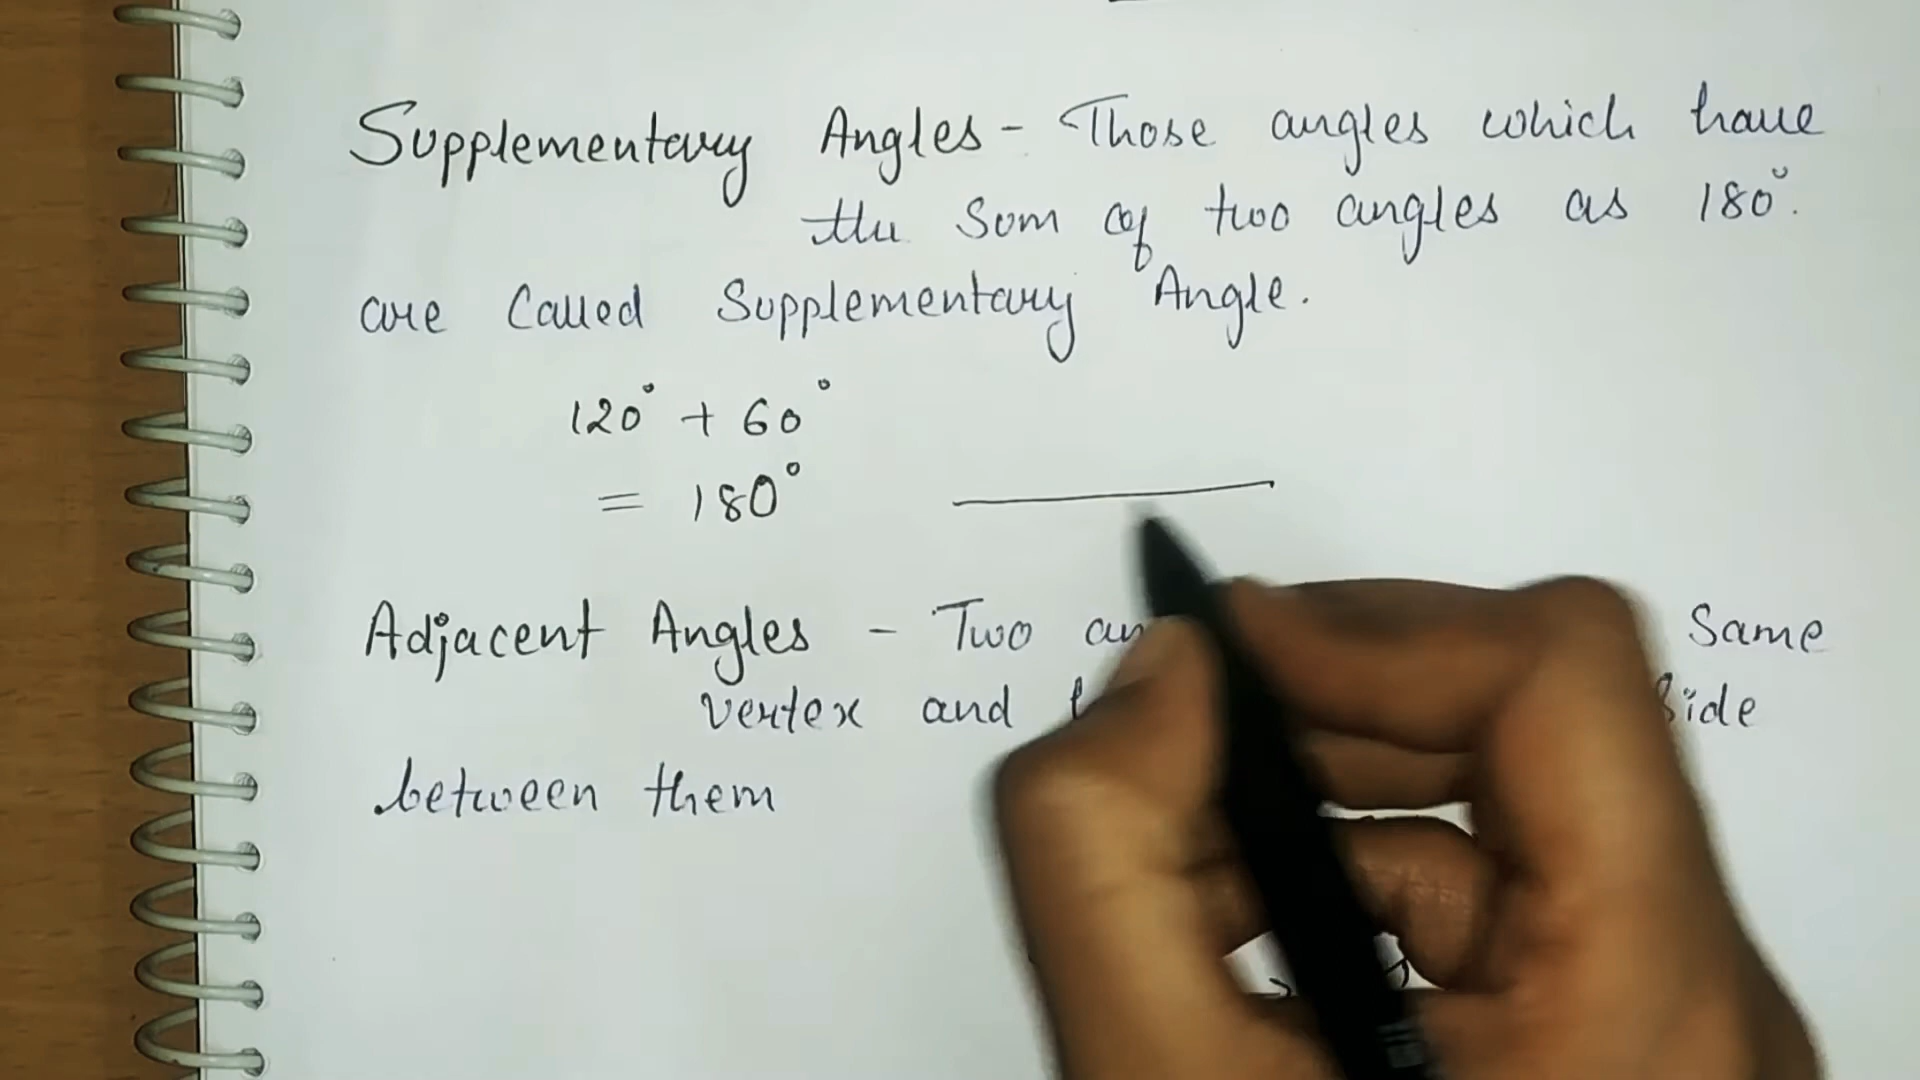 Supplementary Angles - Those angles which have
the Sum of two angles as 180°.
are Called Supplementary Angle.
120° + 60°
= 180°
Adjacent Angles - Two Same
vertex and Side
between them